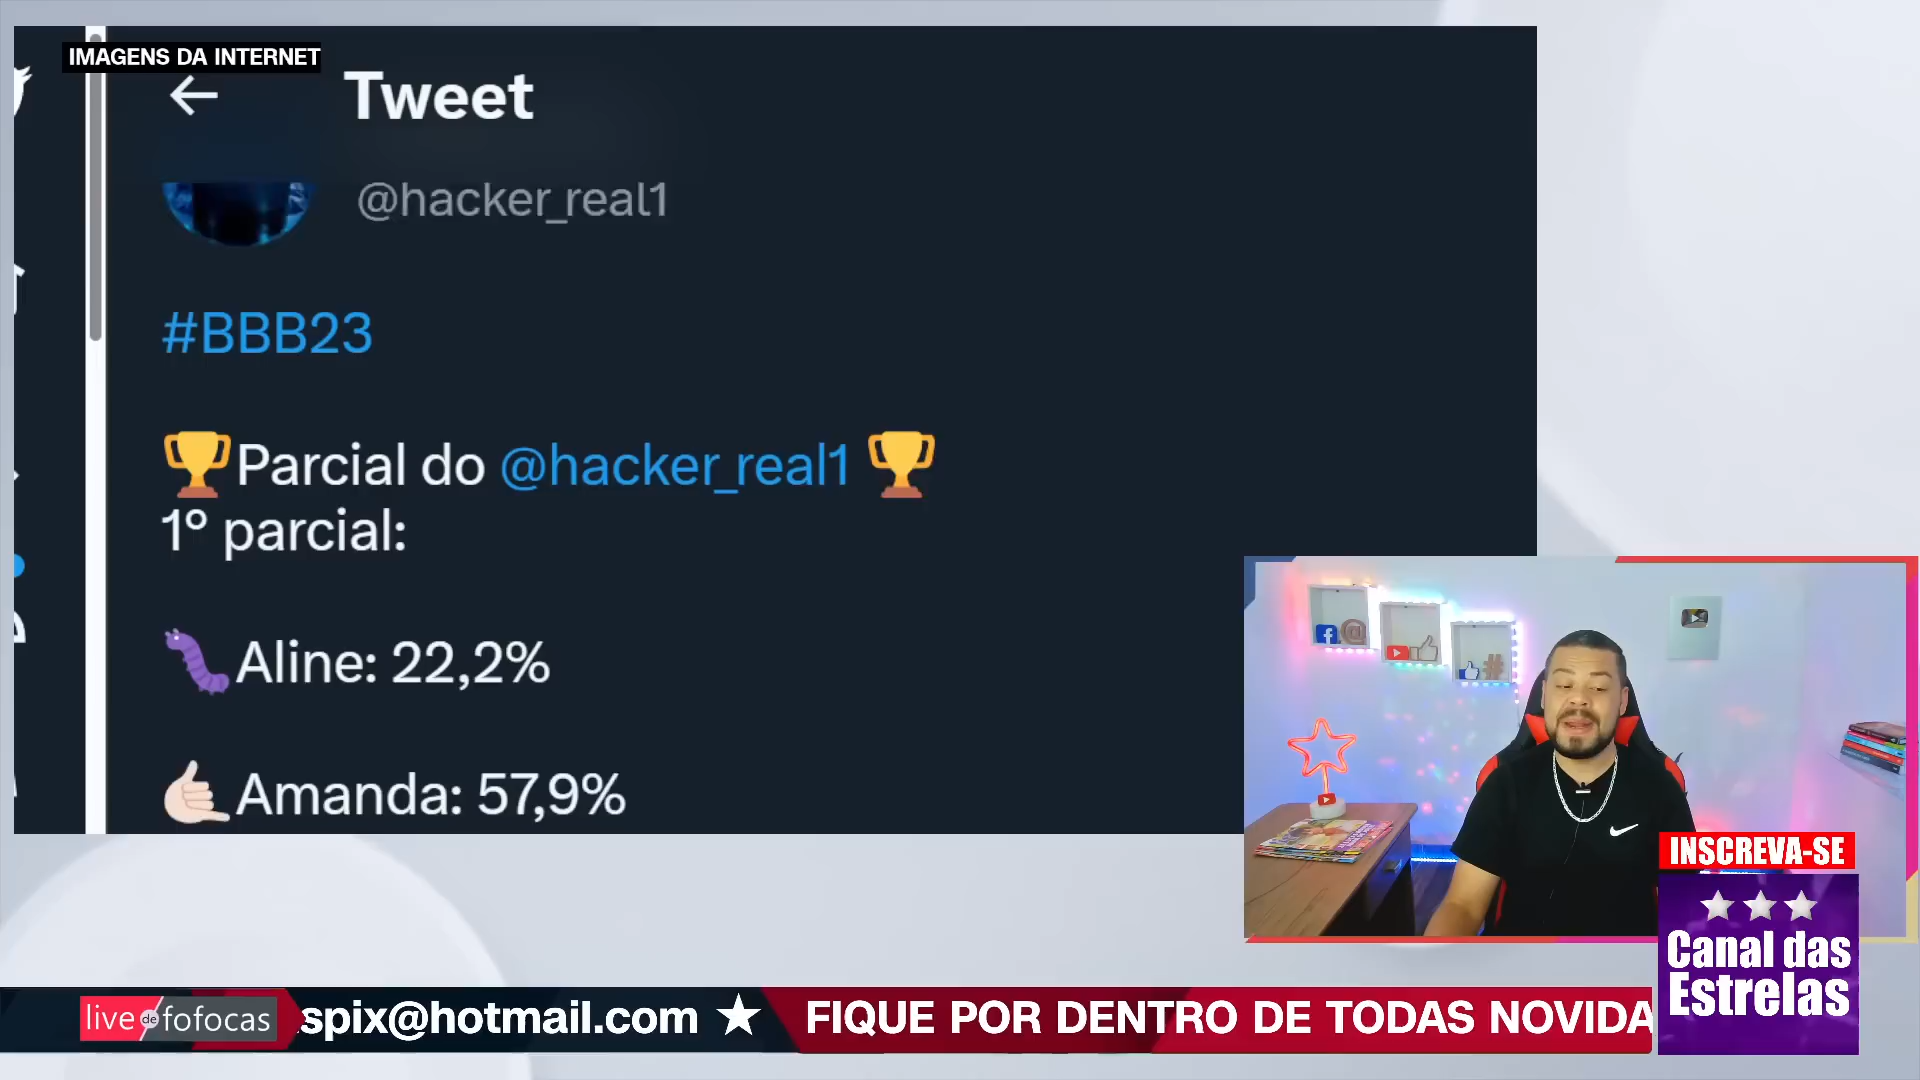 IMAGENS DA INTERNET
Tweet
@hacker_real1
#BBB23
Parcial do @hacker_real1
1º parcial:
Aline: 22,2%
Amanda: 57,9%
INSCREVA-SE
Canal das
Estrelas
live de fofocas
spix@hotmail.com ★ FIQUE POR DENTRO DE TODAS NOVIDA